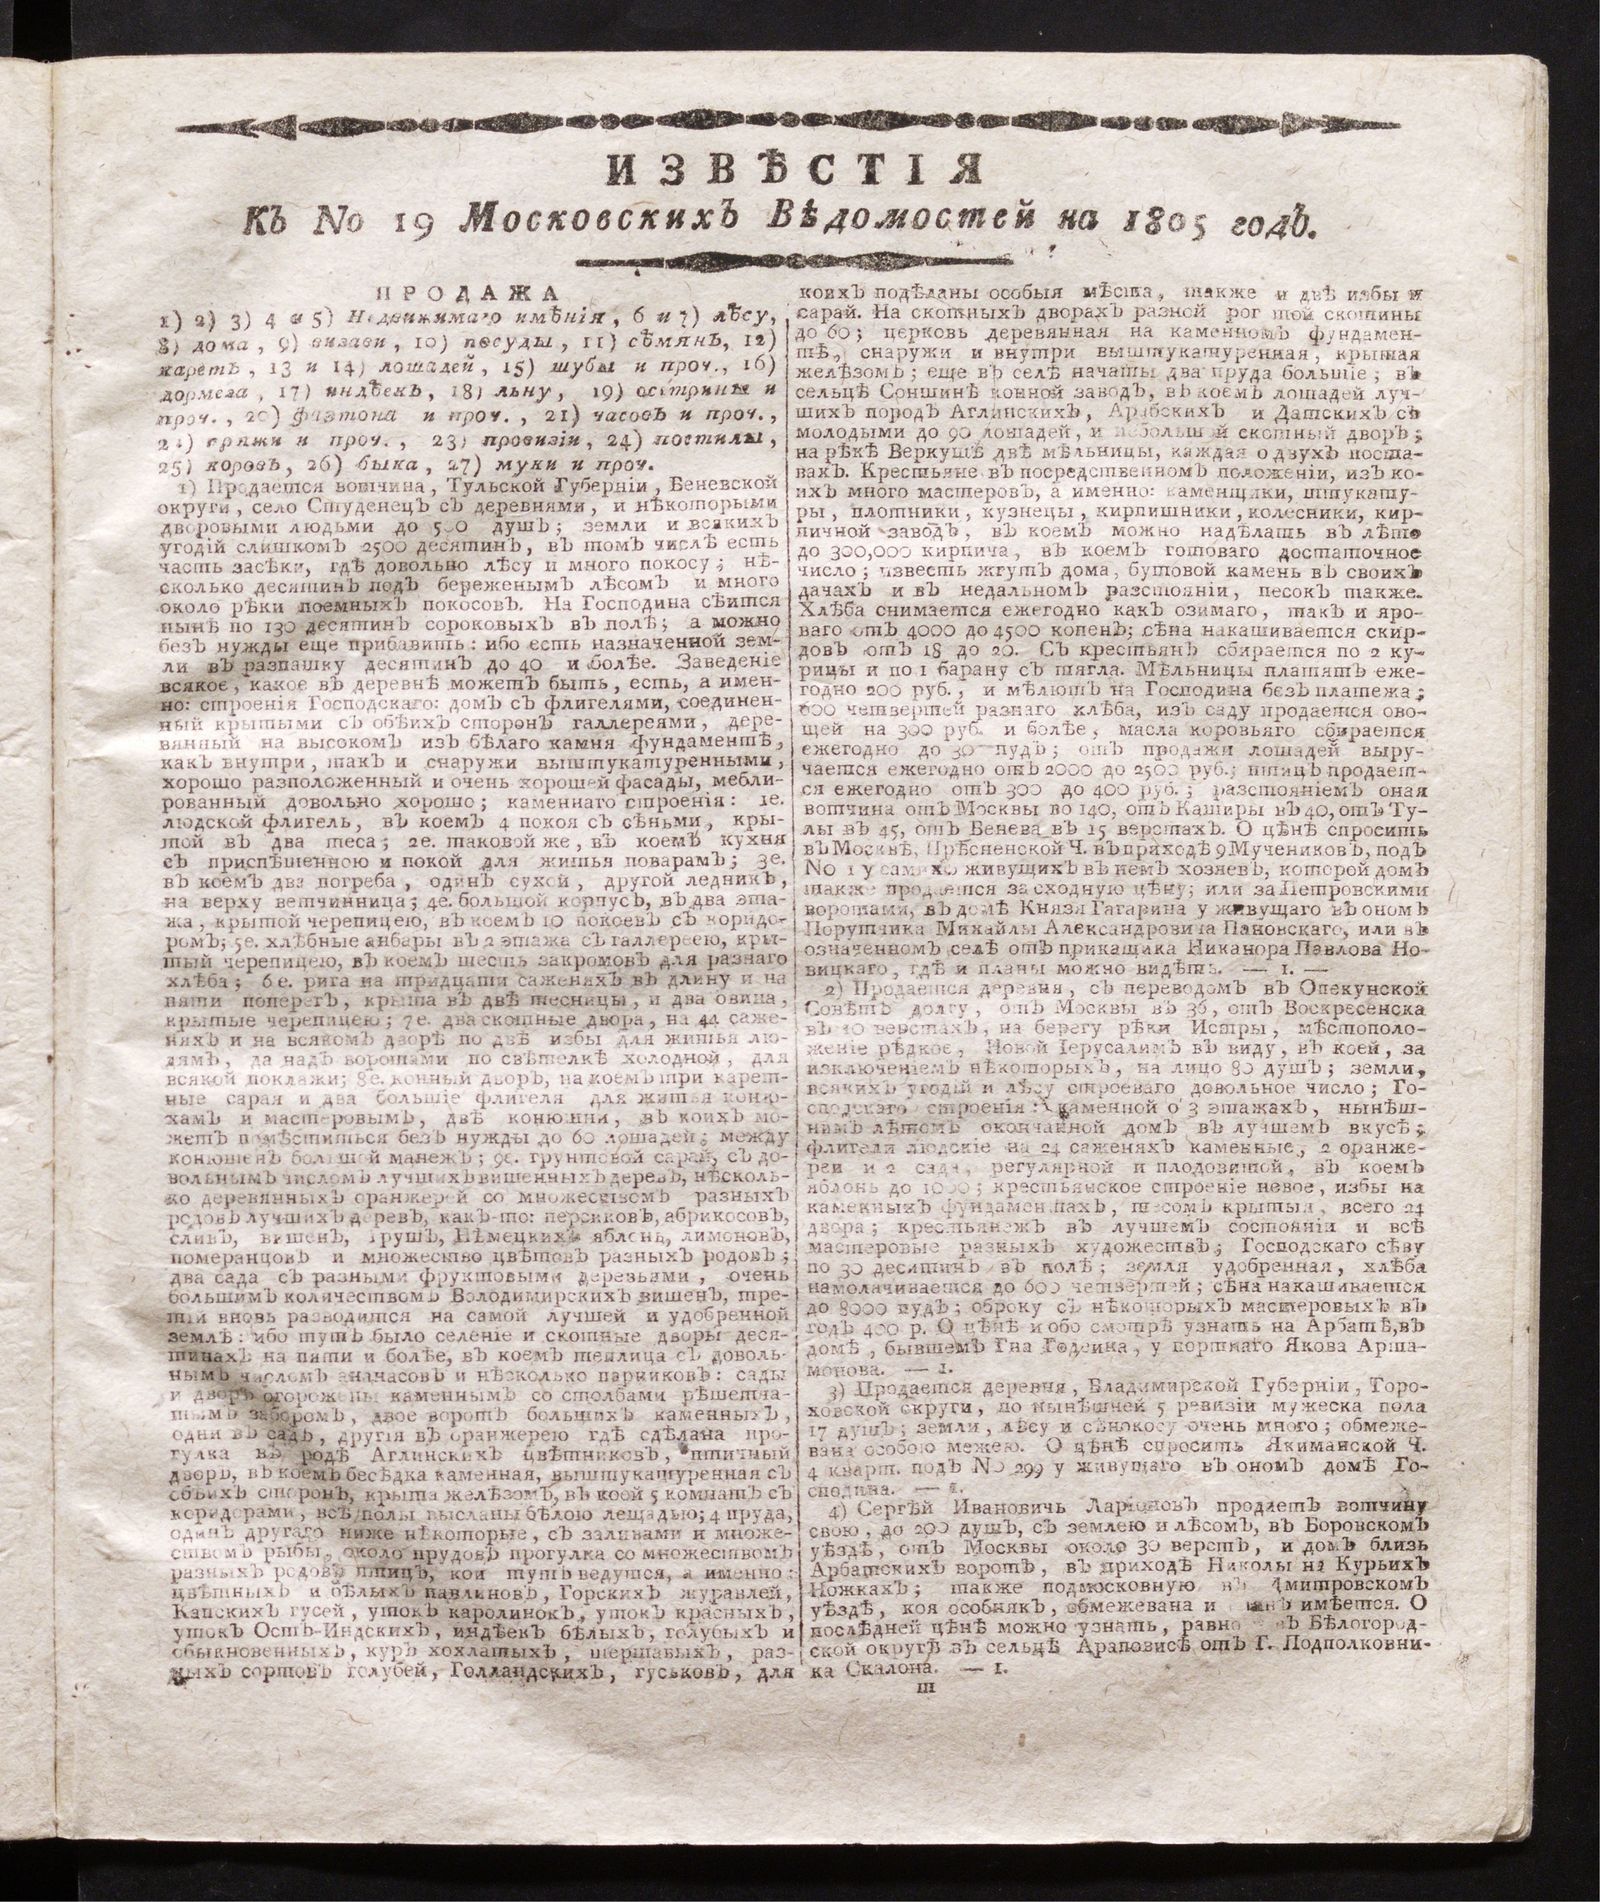 ИЗВѢСТІЯ
КЪ No 19 МосковскихЪ Вѣдомостей на 1805 годЪ.
ПРОДАЖА
1) 2) 3) 4 и 5) Недвижимаго имѣнія, 6 и 7) лѣсу,
8) дома, 9) визави, 10) посуды, 11) сѣмянЪ, 12)
каретЪ, 13 и 14) лошадей, 15) шубы и проч., 16)
дормеза, 17) индѣекЪ, 18) льну, 19) осетрины и
проч., 20) фаэтона и проч., 21) часовЪ и проч.,
22) пряжи и проч., 23) провизіи, 24) постилы,
25) коровЪ, 26) быка, 27) муки и проч.
1) Продается вотчина, Тульской Губерніи, Веневской
округи, село СтуденецЪ сЪ деревнями, и нѣкоторыми
дворовыми людьми до 500 душЪ; земли и всякихЪ
угодій слишкомЪ 2500 десятинЪ, вЪ томЪ числѣ есть
часть засѣки, гдѣ довольно лѣсу и много покосу; нѣ-
сколько десятинЪ подЪ береженымЪ лѣсомЪ и много
около рѣки поемныхЪ покосовЪ. На Господина сѣится
нынѣ по 130 десятинЪ сороковыхЪ вЪ полѣ; а можно
безЪ нужды еще прибавить: ибо есть назначенной зем-
ли вЪ разпашку десятинЪ до 40 и болѣе. Заведеніе
всякое, какое вЪ деревнѣ можетЪ быть, есть, а имен-
но: строенія Господскаго: домЪ сЪ флигелями, соединен-
ный крытыми сЪ обѣихЪ сторонЪ галлереями, дере-
вянный на высокомЪ изЪ бѣлаго камня фундаментѣ,
какЪ внутри, такЪ и снаружи выштукатуренными,
хорошо разположенный и очень хорошей фасады, мебли-
рованный довольно хорошо; каменнаго строенія: 1е.
людской флигель, вЪ коемЪ 4 покоя сЪ сѣньми, кры-
той вЪ два теса; 2е. таковой же, вЪ коемЪ кухня
сЪ приспѣшенною и покой для житья поварамЪ; 3е.
вЪ коемЪ два погреба, одинЪ сухой, другой ледникЪ,
на верху ветчинница; 4е. большой корпусЪ, вЪ два эта-
жа, крытой черепицею, вЪ коемЪ 10 покоевЪ сЪ коридо-
ромЪ; 5е. хлѣбные анбары вЪ 2 этажа сЪ галлереею, кры-
тый черепицею, вЪ коемЪ шесть закромовЪ для разнаго
хлѣба; 6е. рига на тридцати саженяхЪ вЪ длину и на
пяти поперегЪ, крыта вЪ двѣ тесницы, и два овина,
крытые черепицею; 7е. два скотные двора, на 44 саже-
няхЪ и на всякомЪ дворѣ по двѣ избы для житья лю-
дямЪ, да надЪ воротами по свѣтелкѣ холодной, для
всякой поклажи; 8е. конный дворЪ, на коемЪ три карет-
ные сарая и два большіе флигеля для житья коню-
хамЪ и мастеровымЪ, двѣ конюшни, вЪ коихЪ мо-
жетЪ помѣститься безЪ нужды до 60 лошадей; между
конюшенЪ большой манежЪ; 9е. грунтовой сарай, сЪ до-
вольнымЪ числомЪ лучшихЪ вишенныхЪ деревЪ, нѣсколь-
ко деревянныхЪ оранжерей со множествомЪ разныхЪ
родовЪ лучшихЪ деревЪ, какЪ-то: персиковЪ, абрикосовЪ,
сливЪ, вишенЪ, грушЪ, НѣмецкихЪ яблонь, лимоновЪ,
померанцовЪ и множество цвѣтовЪ разныхЪ родовЪ;
два сада сЪ разными фруктовыми деревьями, очень
большимЪ количествомЪ ВолодимирскихЪ вишенЪ, тре-
тій вновь разводится на самой лучшей и удобренной
землѣ: ибо тутЪ было селеніе и скотные дворы деся-
тинахЪ на пяти и болѣе, вЪ коемЪ теплица сЪ доволь-
нымЪ числомЪ ананасовЪ и нѣсколько парниковЪ: сады
и дворЪ огорожены каменнымЪ со столбами рѣшетча-
тымЪ заборомЪ, двое воротЪ большихЪ каменныхЪ,
одни вЪ садЪ, другія вЪ оранжерею гдѣ сдѣлана про-
гулка вЪ родѣ АглинскихЪ цвѣтниковЪ, птичный
дворЪ, вЪ коемЪ бесѣдка каменная, выштукатуренная сЪ
обѣихЪ сторонЪ, крыта желѣзомЪ, вЪ коой 5 комнатЪ сЪ
коридорами, всѣ полы высланы бѣлою лещадью; 4 пруда,
одинЪ другаго ниже нѣкоторые, сЪ заливами и множе-
ствомЪ рыбы, около прудовЪ прогулка со множествомЪ
разныхЪ родовЪ птицЪ, кои тутЪ ведутся, а именно:
цвѣтныхЪ и бѣлыхЪ павлиновЪ, ГорскихЪ журавлей,
КапскихЪ гусей, утокЪ каролинокЪ, утокЪ красныхЪ,
утокЪ ОстЪ-ИндскихЪ, индѣекЪ бѣлыхЪ, голубыхЪ и
обыкновенныхЪ, курЪ хохлатыхЪ, шершавыхЪ, раз-
ныхЪ сортовЪ голубей, ГолландскихЪ, гуськовЪ, для
коихЪ подѣланы особыя мѣста, также и двѣ избы и
сарай. На скотныхЪ дворахЪ разной рогатой скотины
до 60; церковь деревянная на каменномЪ фундамен-
тѣ, снаружи и внутри выштукатуренная, крытая
желѣзомЪ; еще вЪ селѣ начаты два пруда большіе; вЪ
сельцѣ Соншинѣ конной заводЪ, вЪ коемЪ лошадей луч-
шихЪ породЪ АглинскихЪ, АрабскихЪ и ДатскихЪ сЪ
молодыми до 90 лошадей, и небольшой скотный дворЪ;
на рѣкѣ Веркушѣ двѣ мѣльницы, каждая о двухЪ поста-
вахЪ. Крестьяне вЪ посредственномЪ положеніи, изЪ ко-
ихЪ много мастеровЪ, а именно: каменщики, штукату-
ры, плотники, кузнецы, кирпишники, колесники, кир-
пичной заводЪ, вЪ коемЪ можно надѣлать вЪ лѣто
до 300,000 кирпича, вЪ коемЪ готоваго достаточное
число; известь жгутЪ дома, бутовой камень вЪ своихЪ
дачахЪ и вЪ недальномЪ разстояніи, песокЪ также.
Хлѣба снимается ежегодно какЪ озимаго, такЪ и яро-
ваго отЪ 4000 до 4500 копенЪ; сѣна накашивается скир-
довЪ отЪ 18 до 20. СЪ крестьянЪ сбирается по 2 ку-
рицы и по 1 барану сЪ тягла. Мѣльницы платятЪ еже-
годно 200 руб., и мѣлютЪ на Господина безЪ платежа;
600 четвертей разнаго хлѣба, изЪ саду продается ово-
щей на 300 руб. и болѣе, масла коровьяго сбирается
ежегодно до 30 пудЪ; отЪ продажи лошадей выру-
чается ежегодно отЪ 2000 до 2500 руб.; птицЪ продает-
ся ежегодно отЪ 300 до 400 руб.; разстояніемЪ оная
вотчина отЪ Москвы во 140, отЪ Каширы вЪ 40, отЪ Ту-
лы вЪ 45, отЪ Венева вЪ 15 верстахЪ. О цѣнѣ спросить
вЪ Москвѣ, Прѣсненской Ч. вЪ приходѣ 9 МучениковЪ, подЪ
No 1 у самихЪ живущихЪ вЪ немЪ хозяевЪ, которой домЪ
также продается за сходную цѣну; или за Петровскими
воротами, вЪ домѣ Князя Гагарина у живущаго вЪ ономЪ
Порутчика Михайлы Александровича Пановскаго, или вЪ
означенномЪ селѣ отЪ прикащика Никанора Павлова Но-
вицкаго, гдѣ и планы можно видѣть. — 1. —
2) Продается деревня, сЪ переводомЪ вЪ Опекунской
СовѣтЪ долгу, отЪ Москвы вЪ 36, отЪ Воскресенска
вЪ 10 верстахЪ, на берегу рѣки Истры, мѣстополо-
женіе рѣдкое, Новой ІерусалимЪ вЪ виду, вЪ коей, за
изключеніемЪ нѣкоторыхЪ, на лицо 80 душЪ; земли,
всякихЪ угодій и лѣсу строеваго довольное число; Го-
сподскаго строенія: каменной о 3 этажахЪ, нынѣш-
нимЪ лѣтомЪ окончанной домЪ вЪ лучшемЪ вкусѣ;
флигели людскіе на 24 саженяхЪ каменные, 2 оранже-
реи и 2 сада, регулярной и плодовитой, вЪ коемЪ
яблонь до 1000; крестьянское строеніе новое, избы на
каменныхЪ фундаментахЪ, тесомЪ крытыя, всего 24
двора; крестьянежЪ вЪ лучшемЪ состояніи и всѣ
мастеровые разныхЪ художествЪ; Господскаго сѣву
по 30 десятинЪ вЪ полѣ; земля удобренная, хлѣба
намолачивается до 600 четвертей; сѣна накашивается
до 8000 пудЪ; оброку сЪ нѣкоторыхЪ мастеровыхЪ вЪ
годЪ 400 р. О цѣнѣ и обо смотрѣ узнать на Арбатѣ, вЪ
домѣ, бывшемЪ Гна Годеина, у портнаго Якова Арта-
монова. — 1.
3) Продается деревня, Владимирской Губерніи, Горо-
ховской округи, по нынѣшней 5 ревизіи мужеска пола
17 душЪ; земли, лѣсу и сѣнокосу очень много; обмеже-
вана особою межею. О цѣнѣ спросить Якиманской Ч.
4 кварт. подЪ No 299 у живущаго вЪ ономЪ домѣ Го-
сподина. — 1.
4) Сергѣй Ивановичь ЛаріоновЪ продаетЪ вотчину
свою, до 200 душЪ, сЪ землею и лѣсомЪ, вЪ БоровскомЪ
уѣздѣ, отЪ Москвы около 30 верстЪ, и домЪ близь
АрбатскихЪ воротЪ, вЪ приходѣ Николы на КурьихЪ
НожкахЪ; также подмосковную вЪ ДмитровскомЪ
уѣздѣ, коя особнякЪ, обмежевана и имѣется. О
послѣдней цѣнѣ можно узнать, равно вЪ Бѣлогород-
ской округѣ вЪ сельцѣ Араповисѣ отЪ Г. Подполковни-
ка Скалона. — 1.
ш